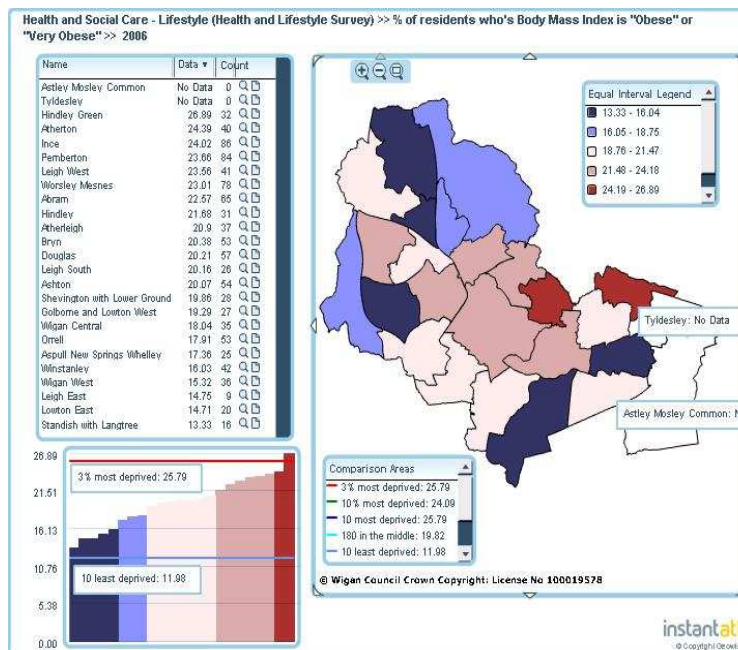 Health and Social Care - Lifestyle (Health and Lifestyle Survey) >> % of residents who's Body Mass Index is "Obese" or
"Very Obese" >> 2006
Name Data ▼ Count
Astley Mosley Common No Data 0
Tyldesley No Data 0
Hindley Green 26.89 32
Atherton 24.39 40
Ince 24.02 86
Pemberton 23.66 84
Leigh West 23.56 41
Worsley Mesnes 23.01 78
Abram 22.57 65
Hindley 21.68 31
Atherleigh 20.9 37
Bryn 20.38 53
Douglas 20.21 57
Leigh South 20.16 26
Ashton 20.07 54
Shevington with Lower Ground 19.86 28
Golborne and Lowton West 19.29 27
Wigan Central 18.04 35
Orrell 17.91 53
Aspull New Springs Whelley 17.36 25
Winstanley 16.03 42
Wigan West 15.32 36
Leigh East 14.75 9
Lowton East 14.71 20
Standish with Langtree 13.33 16
Equal Interval Legend
13.33 - 16.04
16.05 - 18.75
18.76 - 21.47
21.48 - 24.18
24.19 - 26.89
Tyldesley: No Data
Astley Mosley Common: N
26.89
21.51
16.13
10.76
5.38
0.00
3% most deprived: 25.79
10 least deprived: 11.98
Comparison Areas
3% most deprived: 25.79
10% most deprived: 24.09
10 most deprived: 25.79
180 in the middle: 19.82
10 least deprived: 11.98
© Wigan Council Crown Copyright: License No 100019578
instantat
© Copyright Geowi